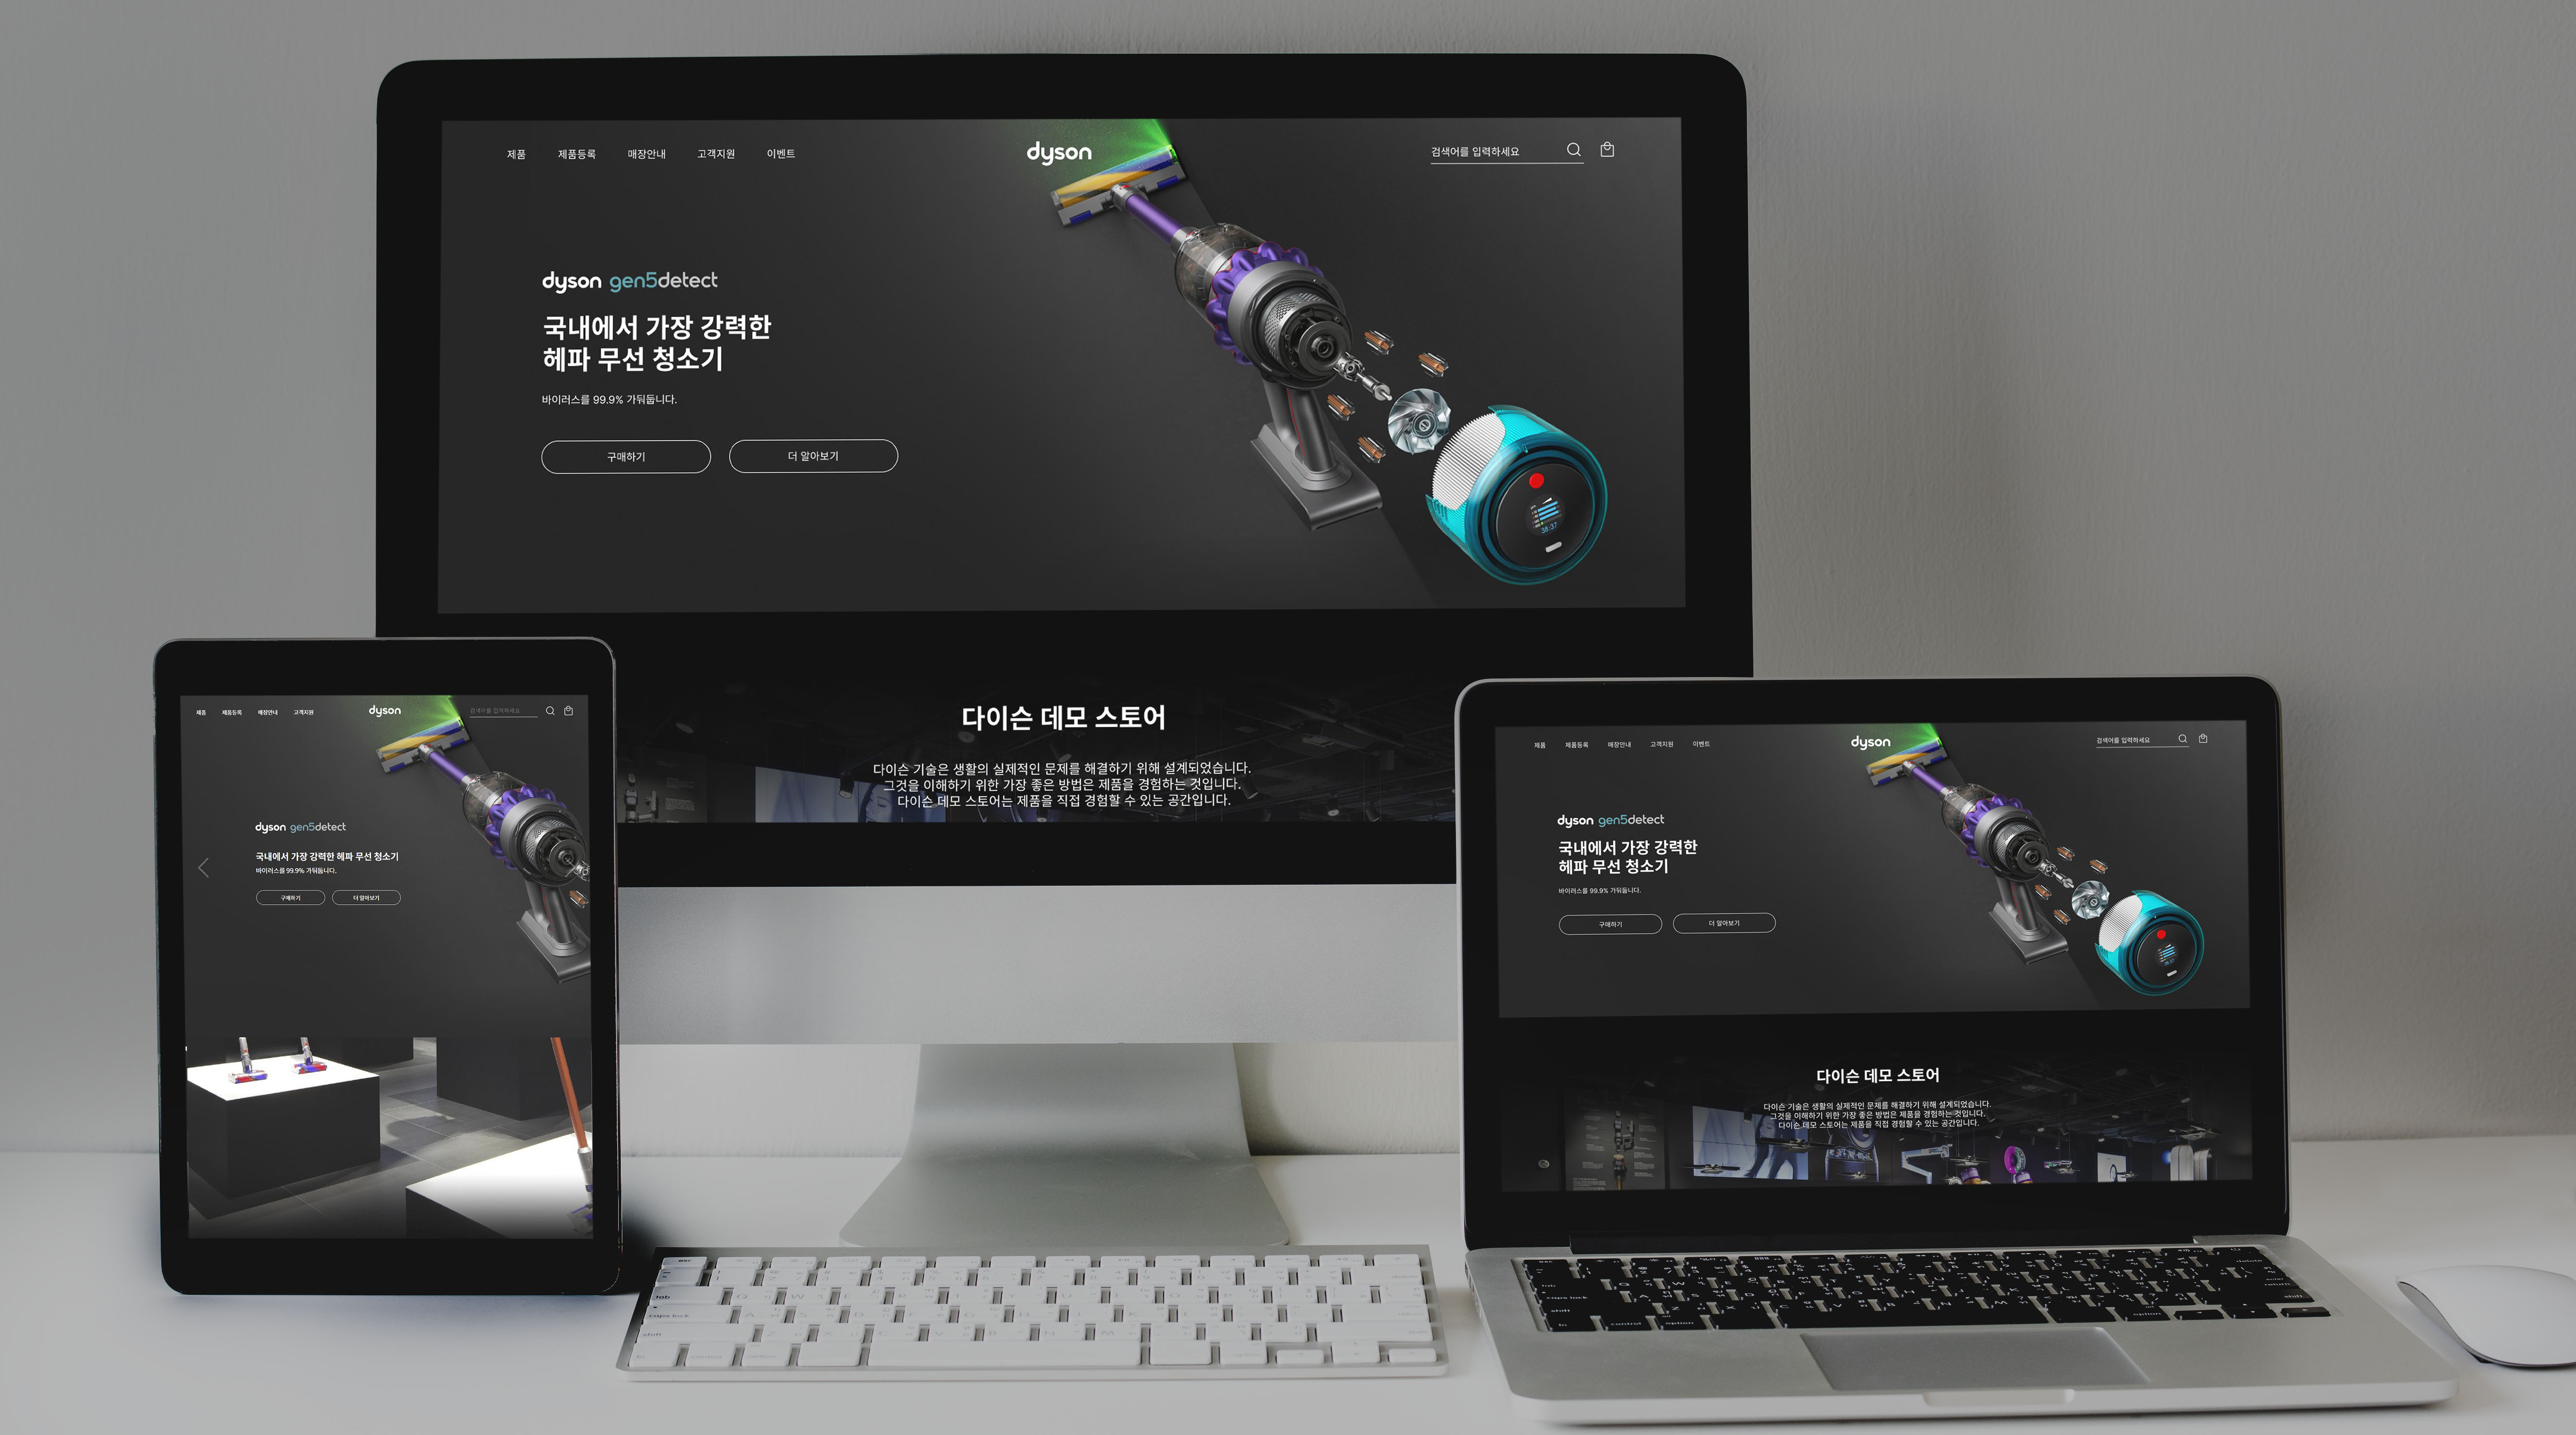 제품 제품등록 매장안내 고객지원 이벤트
dyson
검색어를 입력하세요
dyson gen5detect
국내에서 가장 강력한
헤파 무선 청소기
바이러스를 99.9% 가둬둡니다.
구매하기 더 알아보기
38:37
다이슨 데모 스토어
다이슨 기술은 생활의 실제적인 문제를 해결하기 위해 설계되었습니다.
그것을 이해하기 위한 가장 좋은 방법은 제품을 경험하는 것입니다.
다이슨 데모 스토어는 제품을 직접 경험할 수 있는 공간입니다.
제품 제품등록 매장안내 고객지원
dyson
검색어를 입력하세요
dyson gen5detect
국내에서 가장 강력한 헤파 무선 청소기
바이러스를 99.9% 가둬둡니다.
구매하기 더 알아보기
제품 제품등록 매장안내 고객지원 이벤트
dyson
검색어를 입력하세요
dyson gen5detect
국내에서 가장 강력한
헤파 무선 청소기
바이러스를 99.9% 가둬둡니다.
구매하기 더 알아보기
다이슨 데모 스토어
다이슨 기술은 생활의 실제적인 문제를 해결하기 위해 설계되었습니다.
그것을 이해하기 위한 가장 좋은 방법은 제품을 경험하는 것입니다.
다이슨 데모 스토어는 제품을 직접 경험할 수 있는 공간입니다.
tab
caps lock
shift
caps lock
shift
control option
option